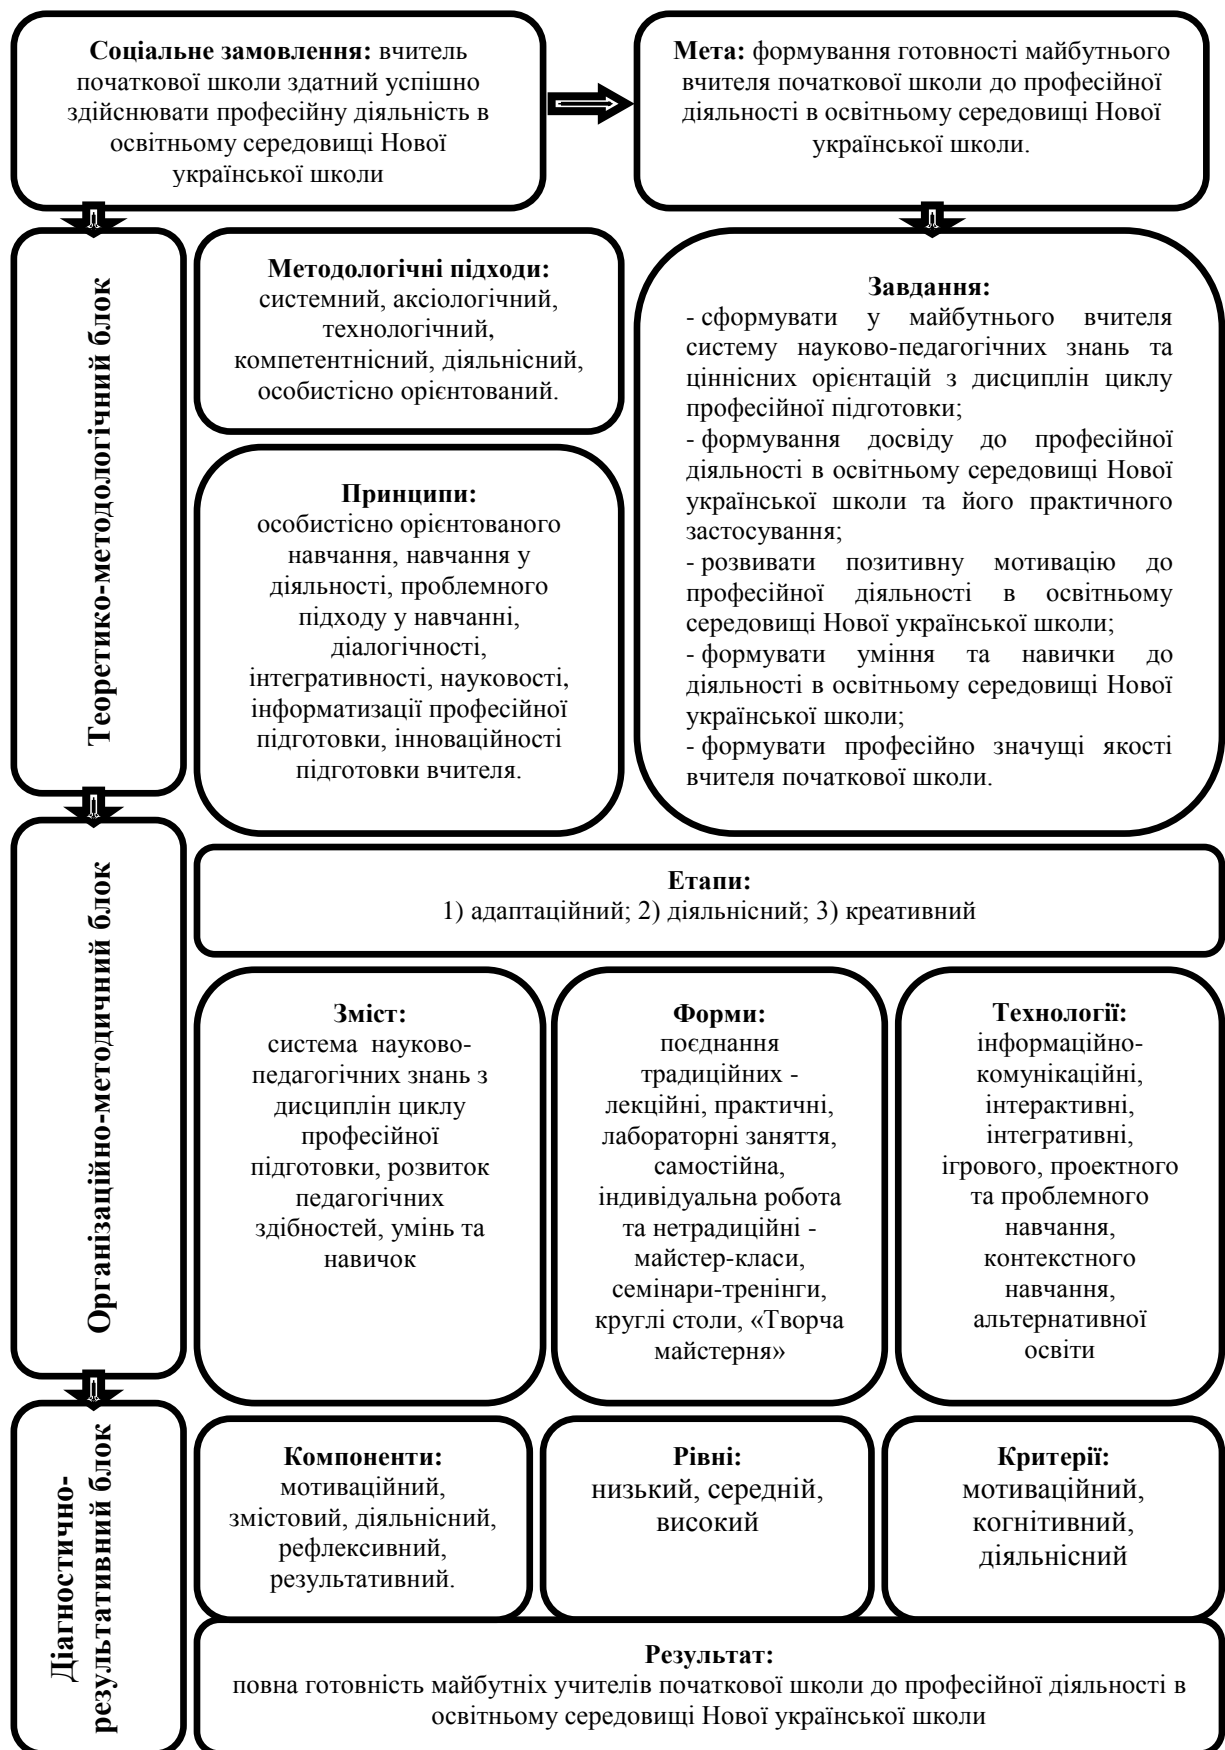 Соціальне замовлення: вчитель
початкової школи здатний успішно
здійснювати професійну діяльність в
освітньому середовищі Нової
української школи
Мета: формування готовності майбутнього
вчителя початкової школи до професійної
діяльності в освітньому середовищі Нової
української школи.
Теоретико-методологічний блок
Методологічні підходи:
системний, аксіологічний,
технологічний,
компетентнісний, діяльнісний,
особистісно орієнтований.
Принципи:
особистісно орієнтованого
навчання, навчання у
діяльності, проблемного
підходу у навчанні,
діалогічності,
інтегративності, науковості,
інформатизації професійної
підготовки, інноваційності
підготовки вчителя.
Завдання:
- сформувати у майбутнього вчителя
систему науково-педагогічних знань та
ціннісних орієнтацій з дисциплін циклу
професійної підготовки;
- формування досвіду до професійної
діяльності в освітньому середовищі Нової
української школи та його практичного
застосування;
- розвивати позитивну мотивацію до
професійної діяльності в освітньому
середовищі Нової української школи;
- формувати уміння та навички до
діяльності в освітньому середовищі Нової
української школи;
- формувати професійно значущі якості
вчителя початкової школи.
Організаційно-методичний блок
Етапи:
1) адаптаційний; 2) діяльнісний; 3) креативний
Зміст:
система науково-
педагогічних знань з
дисциплін циклу
професійної
підготовки, розвиток
педагогічних
здібностей, умінь та
навичок
Форми:
поєднання
традиційних -
лекційні, практичні,
лабораторні заняття,
самостійна,
індивідуальна робота
та нетрадиційні -
майстер-класи,
семінари-тренінги,
круглі столи, «Творча
майстерня»
Технології:
інформаційно-
комунікаційні,
інтерактивні,
інтегративні,
ігрового, проектного
та проблемного
навчання,
контекстного
навчання,
альтернативної
освіти
Діагностично-
результативний блок
Компоненти:
мотиваційний,
змістовий, діяльнісний,
рефлексивний,
результативний.
Рівні:
низький, середній,
високий
Критерії:
мотиваційний,
когнітивний,
діяльнісний
Результат:
повна готовність майбутніх учителів початкової школи до професійної діяльності в
освітньому середовищі Нової української школи